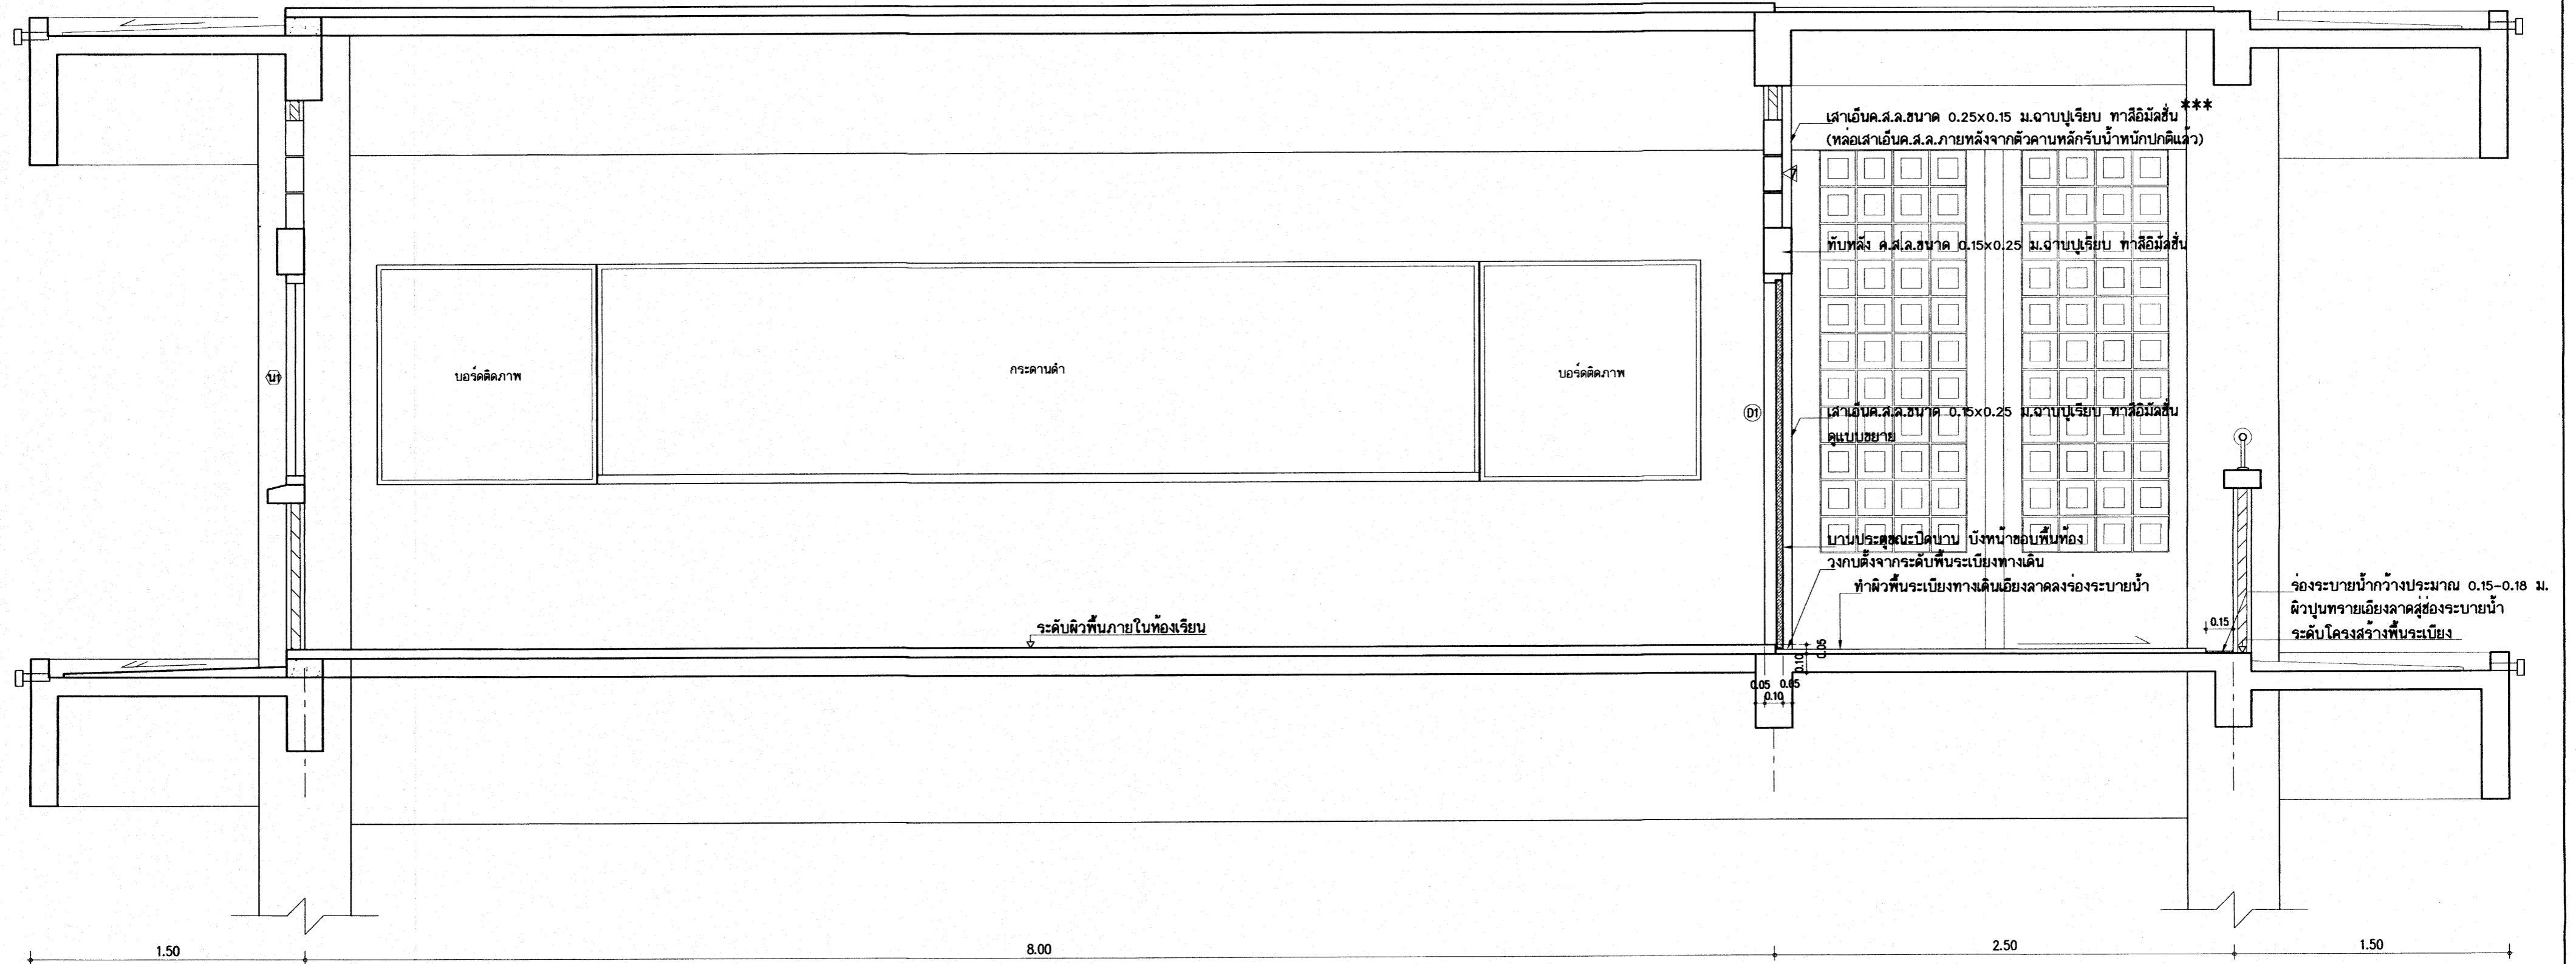 เสาเอ็นค.ส.ล.ขนาด 0.25x0.15 ม.ฉาบปูเรียบ ทาสีอิมัลชั่น ***
(หล่อเสาเอ็นค.ส.ล.ภายหลังจากตัวคานหลักรับน้ำหนักปกติแล้ว)
ทับหลัง ค.ส.ล.ขนาด 0.15x0.25 ม.ฉาบปูเรียบ ทาสีอิมัลชั่น
บอร์ดติดภาพ
กระดานดำ
บอร์ดติดภาพ
น1
D1
เสาเอ็นค.ส.ล.ขนาด 0.15x0.25 ม.ฉาบปูเรียบ ทาสีอิมัลชั่น
ดูแบบขยาย
บานประตูขณะปิดบาน บังหน้าขอบพื้นห้อง
วงกบตั้งจากระดับพื้นระเบียงทางเดิน
ทำผิวพื้นระเบียงทางเดินเอียงลาดลงร่องระบายน้ำ
ร่องระบายน้ำกว้างประมาณ 0.15-0.18 ม.
ผิวปูนทรายเอียงลาดสู่ช่องระบายน้ำ
ระดับโครงสร้างพื้นระเบียง
ระดับผิวพื้นภายในห้องเรียน
0.15
0.05
0.10
0.05 0.05
0.10
1.50 8.00 2.50 1.50